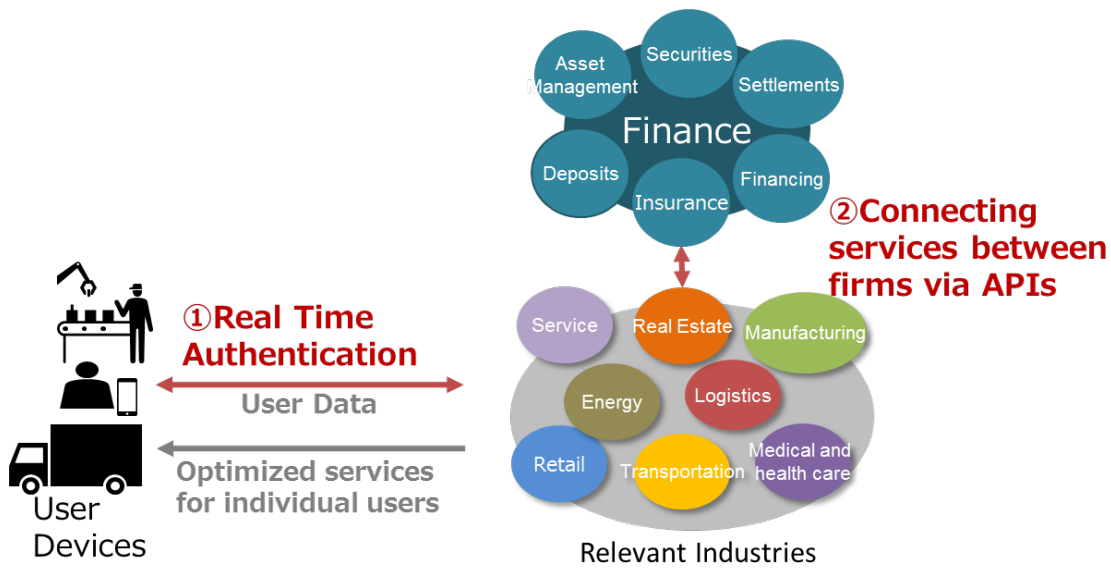 Securities
Asset
Management
Settlements
Finance
Deposits
Financing
Insurance
②Connecting
services between
firms via APIs
①Real Time
Authentication
User Data
Optimized services
for individual users
User
Devices
Service
Real Estate
Manufacturing
Energy
Logistics
Retail
Transportation
Medical and
health care
Relevant Industries